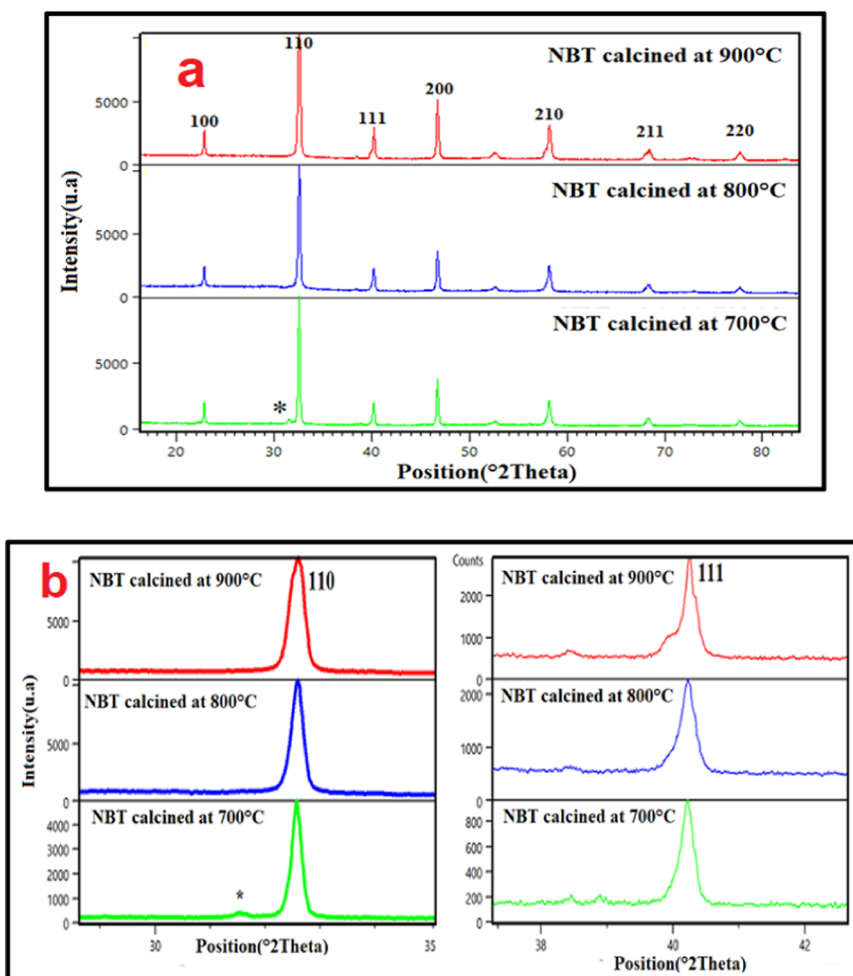 a
110
NBT calcined at 900°C
200
5000
100
111
210
211
220
0
NBT calcined at 800°C
Intensity(u.a)
5000
0
NBT calcined at 700°C
5000
*
0
20 30 40 50 60 70 80
Position(°2Theta)
b
NBT calcined at 900°C
110
5000
0
NBT calcined at 800°C
Intensity(u.a)
5000
0
NBT calcined at 700°C
4000
3000
2000
1000
*
0
30 35
Position(°2Theta)
Counts
NBT calcined at 900°C
111
2000
1000
0
NBT calcined at 800°C
2000
1000
0
NBT calcined at 700°C
800
600
400
200
38 40 42
Position(°2Theta)